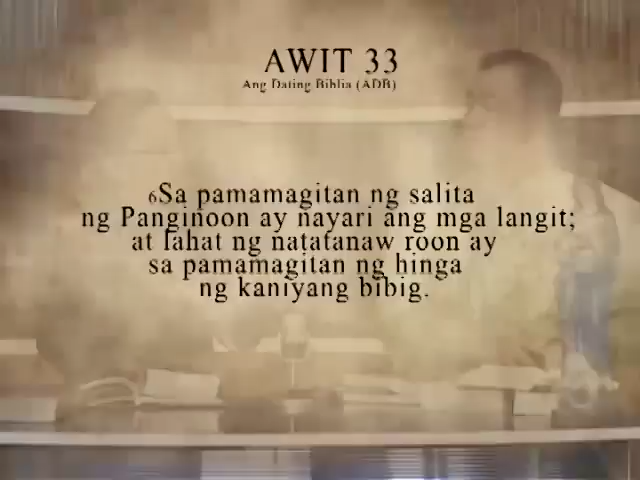 AWIT 33
Ang Dating Biblia (ADB)
6Sa pamamagitan ng salita
ng Panginoon ay nayari ang mga langit;
at lahat ng natatanaw roon ay
sa pamamagitan ng hinga
ng kaniyang bibig.